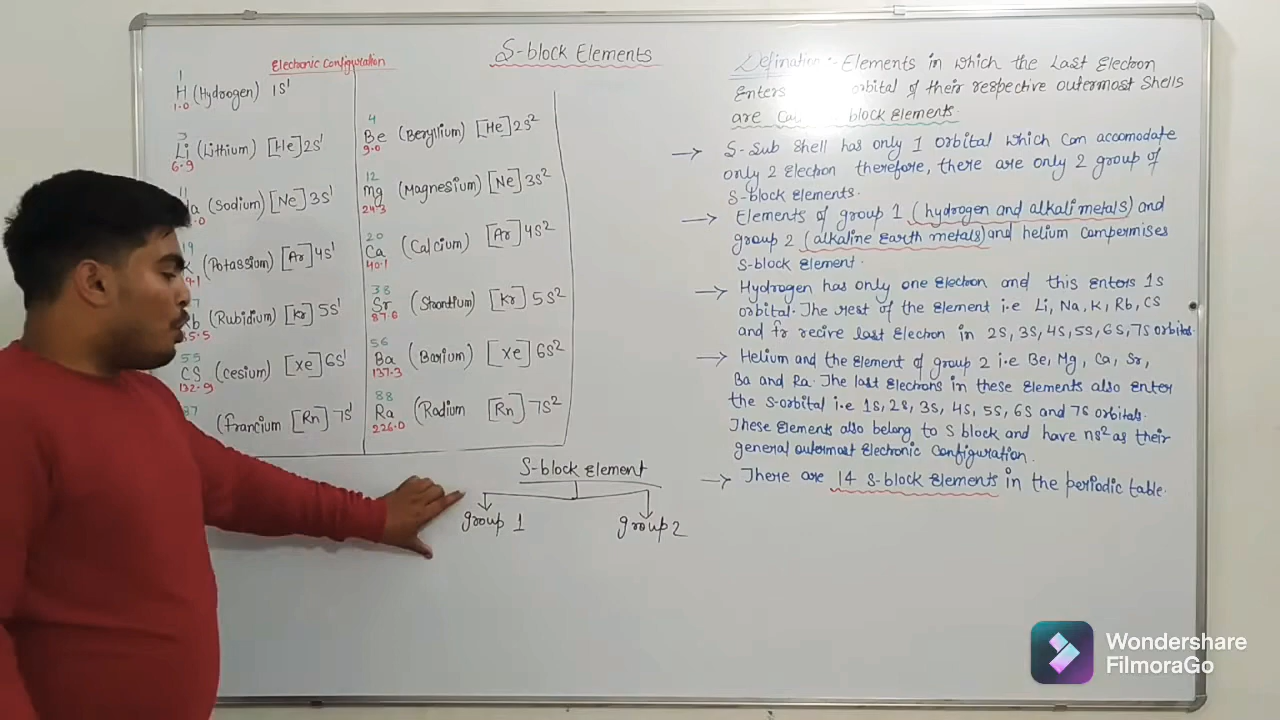 S-block Elements
Electronic Configuration
1
H (Hydrogen) 1S¹
1.0
3
Li (Lithium) [He]2S¹
6.9
11
(Sodium) [Ne]3S¹
19
(Potassium) [Ar]4S¹
Rb (Rubidium) [Kr]5S¹
55
CS (cesium) [Xe]6S¹
132.9
87
(Francium [Rn]7S¹
4
Be (Beryllium) [He]2S²
9.0
12
Mg (Magnesium) [Ne]3S²
24.3
20
Ca (Calcium) [Ar]4S²
40.1
38
Sr (Strontium) [Kr]5S²
87.6
56
Ba (Barium) [Xe]6S²
137.3
88
Ra (Radium [Rn]7S²
226.0
S-block Element
group 1 group 2
Defination :- Elements in which the Last Electron
Enters orbital of their respective outermost Shells
are block Elements.
→ S-Sub Shell has only 1 orbital which can accomodate
only 2 Electron therefore, there are only 2 group of
S-block Elements.
→ Elements of group 1 (hydrogen and alkali metals) and
group 2 (alkaline Earth metals) and helium campermises
S-block Element.
→ Hydrogen has only one Electron and this enters 1s
orbital. The rest of the Element i.e Li, Na, K, Rb, CS
and fr recive last Electron in 2S, 3S, 4S, 5S, 6S, 7S orbitals
→ Helium and the Element of group 2 i.e Be, Mg, Ca, Sr,
Ba and Ra. The last Electrons in these Elements also Enter
the S-orbital i.e 1S, 2S, 3S, 4S, 5S, 6S and 7S orbitals.
These Elements also belong to S block and have ns² as their
general outermost Electronic Configuration.
→ There are 14 S-block Elements in the periodic table.
Wondershare
FilmoraGo